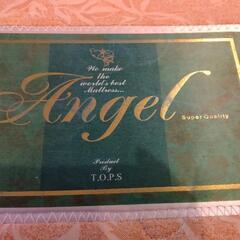 We make
the
world's best
Mattress...
Angel
Super Quality
Product
By
T.O.P.S